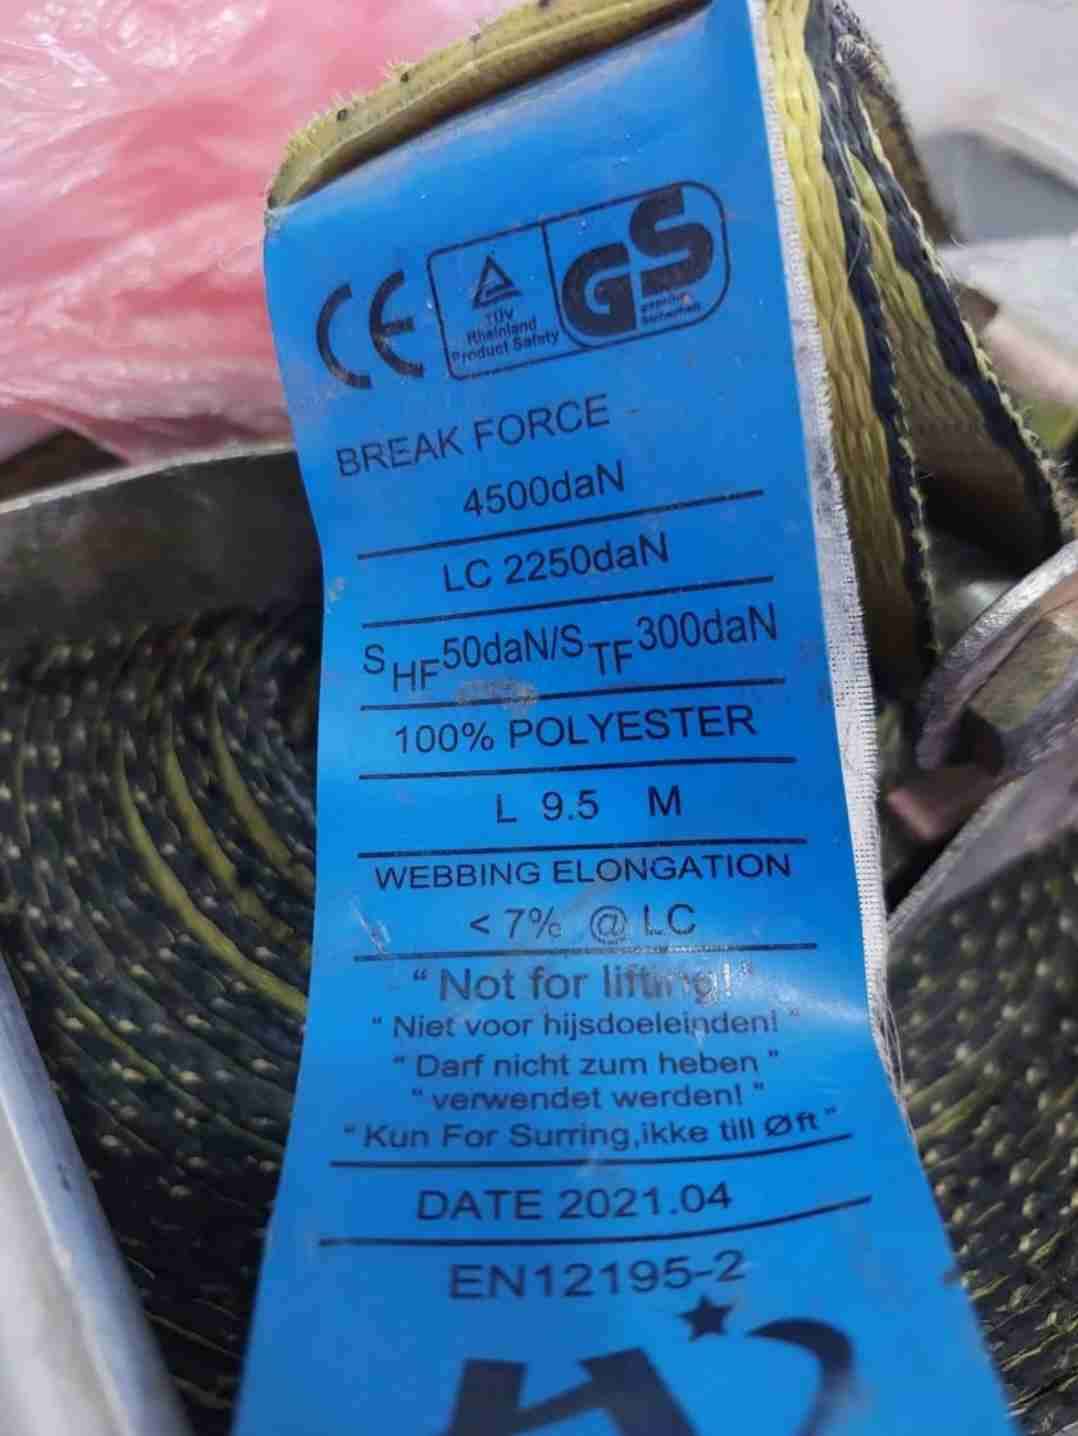 CE
TÜV
Rheinland
Product Safety
GS
geprüfte
Sicherheit
BREAK FORCE
4500daN
LC 2250daN
SHF50daN/STF300daN
100% POLYESTER
L 9.5 M
WEBBING ELONGATION
< 7% @ LC
“ Not for lifting! ”
“ Niet voor hijsdoeleinden! ”
“ Darf nicht zum heben ”
“ verwendet werden! ”
“ Kun For Surring,ikke till Øft ”
DATE 2021.04
EN12195-2